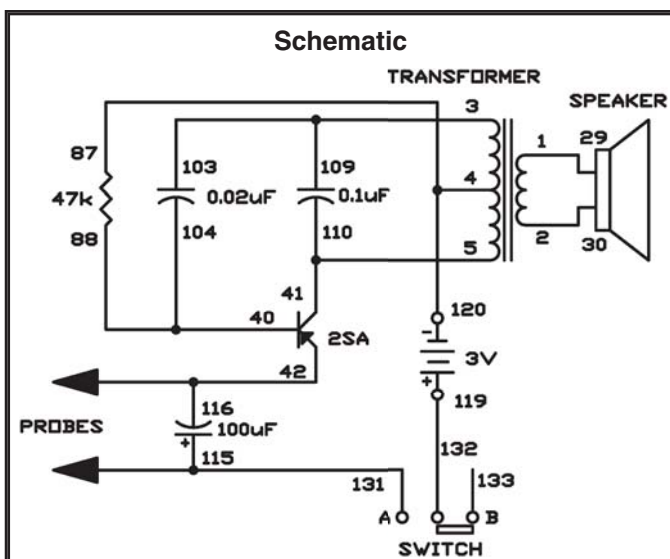 Schematic
TRANSFORMER
SPEAKER
3
1
29
87
103
109
4
47k
0.02uF
0.1uF
88
104
110
2
5
30
41
120
40
-
2SA
3V
42
+
119
116
PROBES
100uF
+
115
132
131
133
A
B
SWITCH